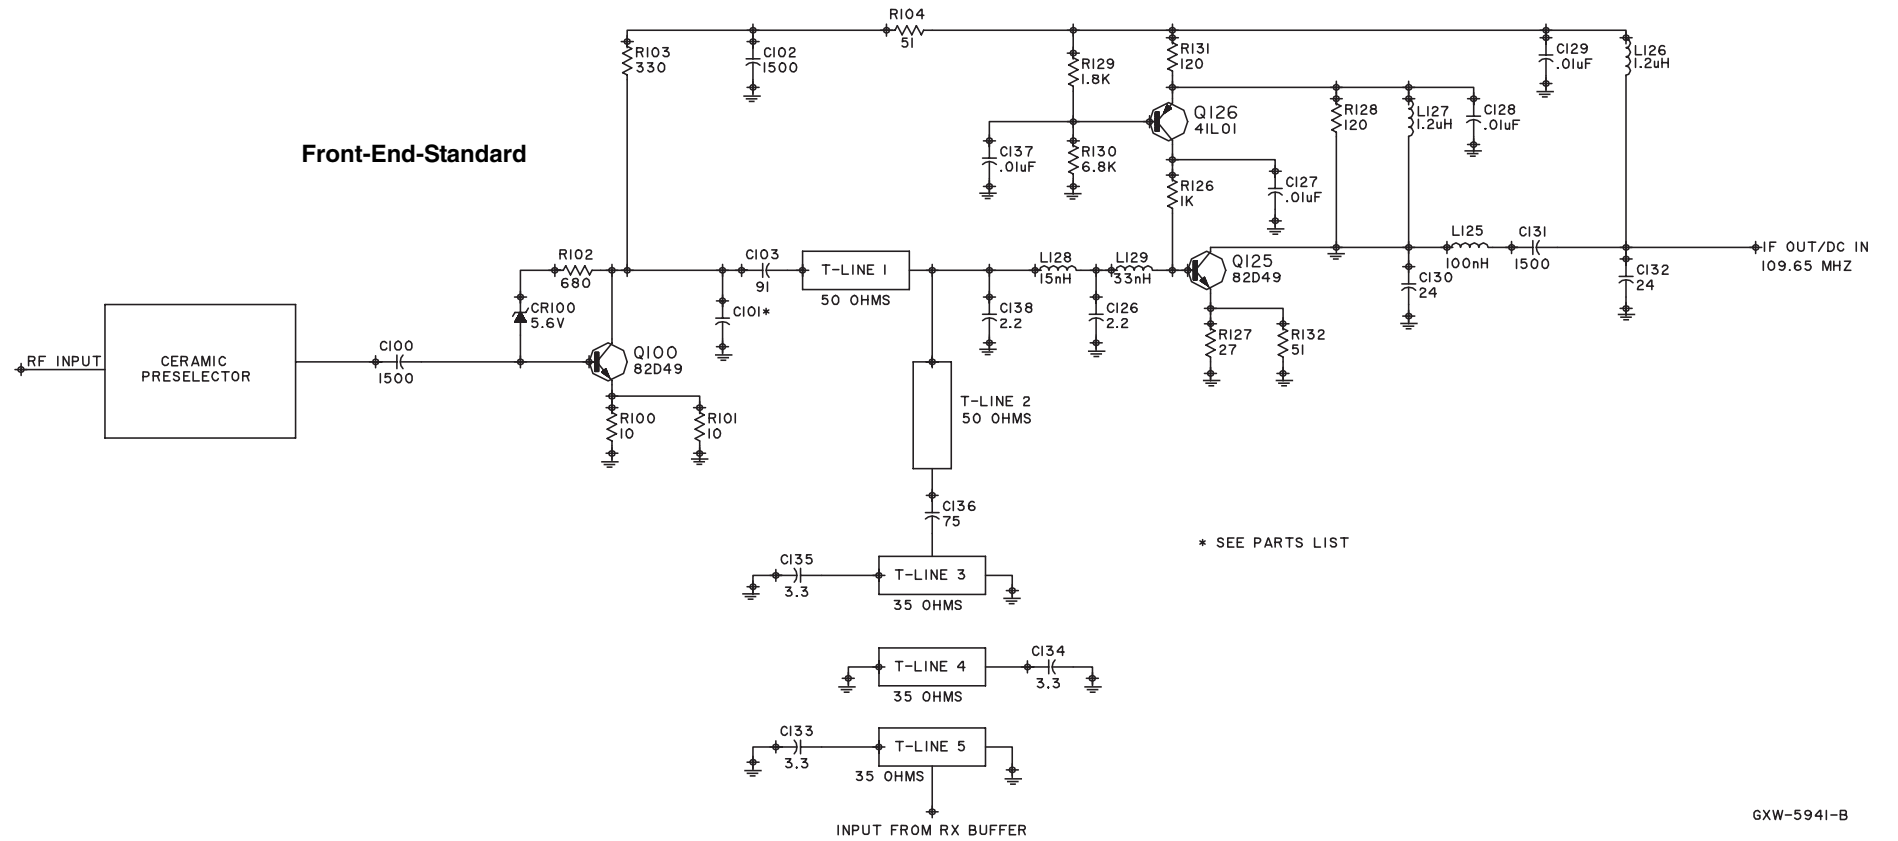 Front-End-Standard
R104
51
R103
330
C102
1500
R129
1.8K
R131
120
C129
.01uF
L126
1.2uH
Q126
41L01
R128
120
L127
1.2uH
C128
.01uF
C137
.01uF
R130
6.8K
R126
1K
C127
.01uF
R102
680
C103
91
T-LINE 1
50 OHMS
L128
15nH
L129
33nH
Q125
82D49
L125
100nH
C131
1500
IF OUT/DC IN
109.65 MHZ
CR100
5.6V
C101*
C138
2.2
C126
2.2
C130
24
C132
24
R127
27
R132
51
RF INPUT
CERAMIC
PRESELECTOR
C100
1500
Q100
82D49
R100
10
R101
10
T-LINE 2
50 OHMS
C136
75
* SEE PARTS LIST
C135
3.3
T-LINE 3
35 OHMS
T-LINE 4
35 OHMS
C134
3.3
C133
3.3
T-LINE 5
35 OHMS
INPUT FROM RX BUFFER
GXW-5941-B